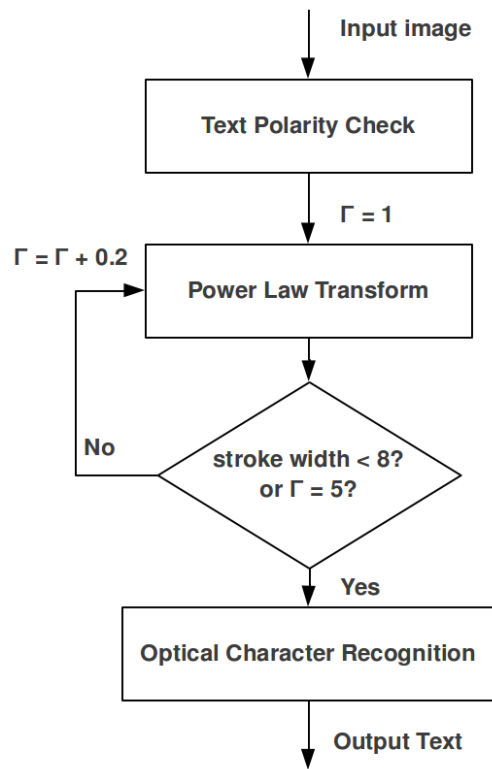 Input image
Text Polarity Check
Γ = 1
Γ = Γ + 0.2
Power Law Transform
No
stroke width < 8?
or Γ = 5?
Yes
Optical Character Recognition
Output Text